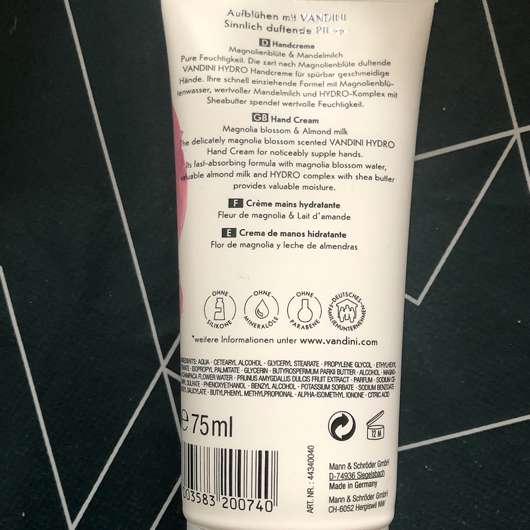 Aufblühen mit VANDINI
Sinnlich duftende
D Handcreme
Magnolienblüte & Mandelmilch
Pure Feuchtigkeit. Die zart nach Magnolienblüte duftende
VANDINI HYDRO Handcreme für spürbar geschmeidige
Hände. Ihre schnell einziehende Formel mit Magnolienblü-
tenwasser, wertvoller Mandelmilch und HYDRO-Komplex mit
Sheabutter spendet wertvolle Feuchtigkeit.
GB Hand Cream
Magnolia blossom & Almond milk
The delicately magnolia blossom scented VANDINI HYDRO
Hand Cream for noticeably supple hands.
Its fast-absorbing formula with magnolia blossom water,
valuable almond milk and HYDRO complex with shea butter
provides valuable moisture.
F Crème mains hydratante
Fleur de magnolia & Lait d'amande
E Crema de manos hidratante
Flor de magnolia y leche de almendras
OHNE SILIKONE
OHNE MINERALÖLE
OHNE PARABENE
DEUTSCHES FAMILIENUNTERNEHMEN
*weitere Informationen unter www.vandini.com
INGREDIENTS: AQUA · CETEARYL ALCOHOL · GLYCERYL STEARATE · PROPYLENE GLYCOL · ETHYLHEXYL
· ISOPROPYL PALMITATE · GLYCERIN · BUTYROSPERMUM PARKII BUTTER · ALCOHOL ·
FLOWER WATER · PRUNUS AMYGDALUS DULCIS FRUIT EXTRACT · PARFUM · SODIUM
SULFATE · PHENOXYETHANOL · BENZYL ALCOHOL · POTASSIUM SORBATE · SODIUM BENZOATE
SALICYLATE · BUTYLPHENYL METHYLPROPIONAL · ALPHA-ISOMETHYL IONONE · CITRIC ACID
e 75ml
12 M
ART. NR.: 44340040
Mann & Schröder GmbH
D-74936 Siegelsbach
Made in Germany
Mann & Schröder GmbH
CH-6052 Hergiswil NW
03583 200740